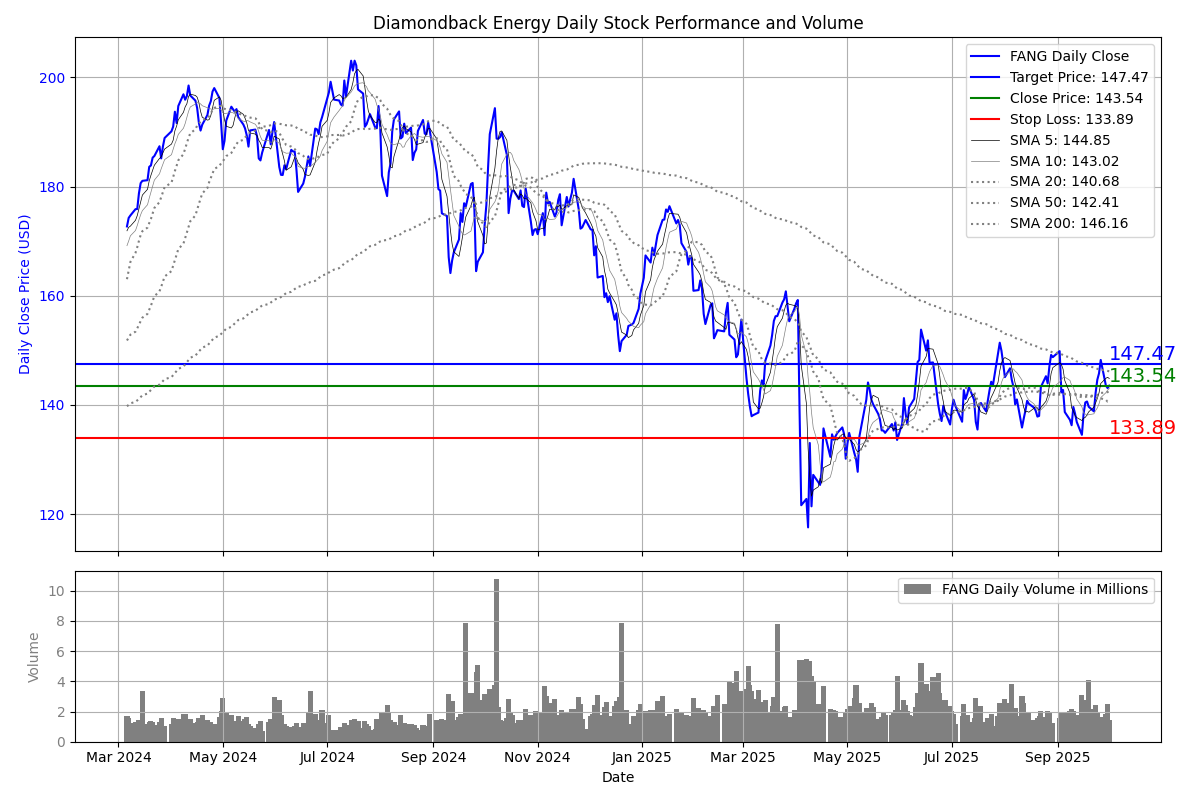 Diamondback Energy Daily Stock Performance and Volume
Daily Close Price (USD)
200
180
160
140
120
FANG Daily Close
Target Price: 147.47
Close Price: 143.54
Stop Loss: 133.89
SMA 5: 144.85
SMA 10: 143.02
SMA 20: 140.68
SMA 50: 142.41
SMA 200: 146.16
147.47
143.54
133.89
Volume
10
8
6
4
2
0
FANG Daily Volume in Millions
Mar 2024 May 2024 Jul 2024 Sep 2024 Nov 2024 Jan 2025 Mar 2025 May 2025 Jul 2025 Sep 2025
Date